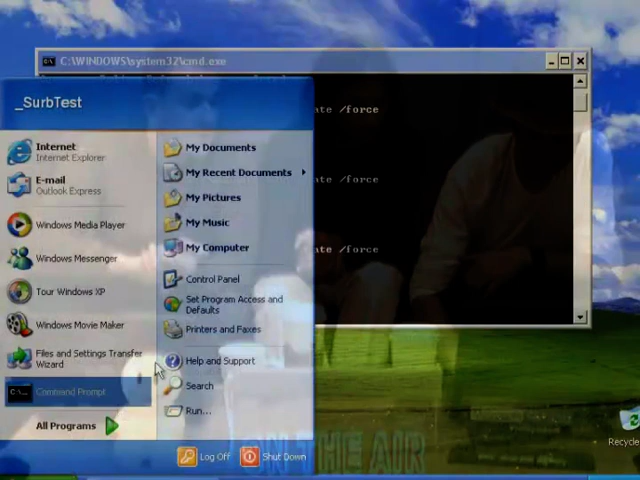 C:\WINDOWS\system32\cmd.exe
_SurbTest
ate /force
ate /force
ate /force
Internet
Internet Explorer
E-mail
Outlook Express
Windows Media Player
Windows Messenger
Tour Windows XP
Windows Movie Maker
Files and Settings Transfer
Wizard
Command Prompt
All Programs
My Documents
My Recent Documents
My Pictures
My Music
My Computer
Control Panel
Set Program Access and
Defaults
Printers and Faxes
Help and Support
Search
Run...
Log Off
Shut Down
ON THE AIR
Recycle